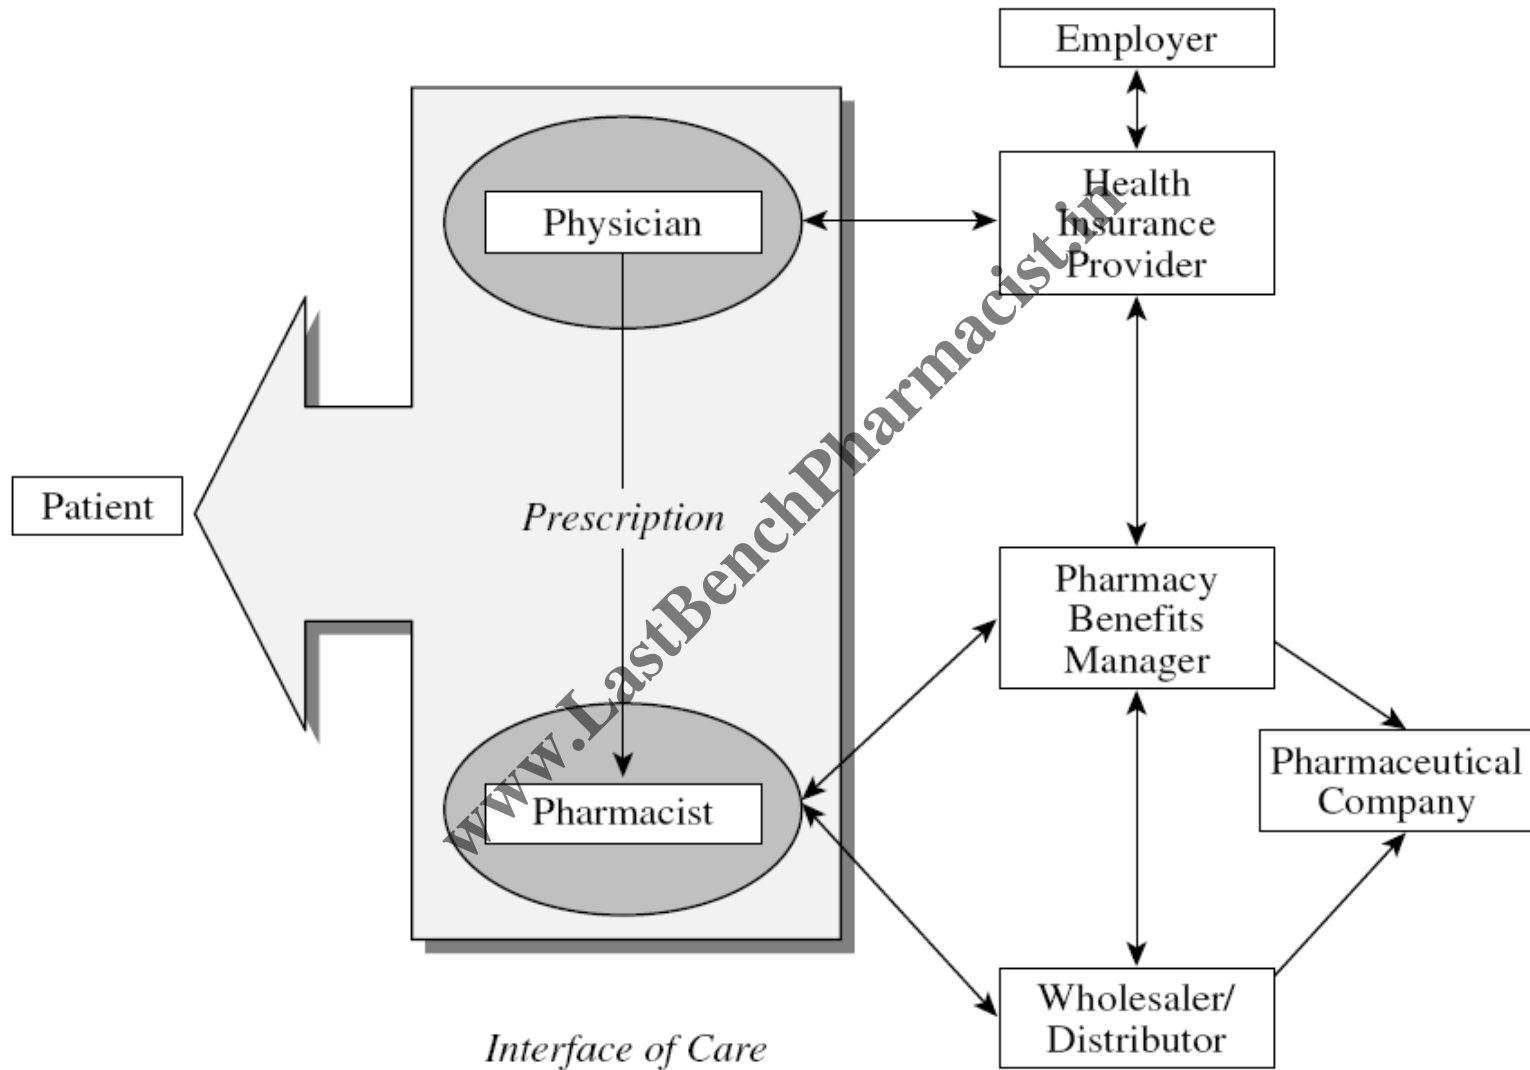 Employer
Health
Insurance
Provider
Physician
Patient
Prescription
Pharmacy
Benefits
Manager
Pharmaceutical
Company
Pharmacist
Wholesaler/
Distributor
Interface of Care
www.LastBenchPharmacist.in